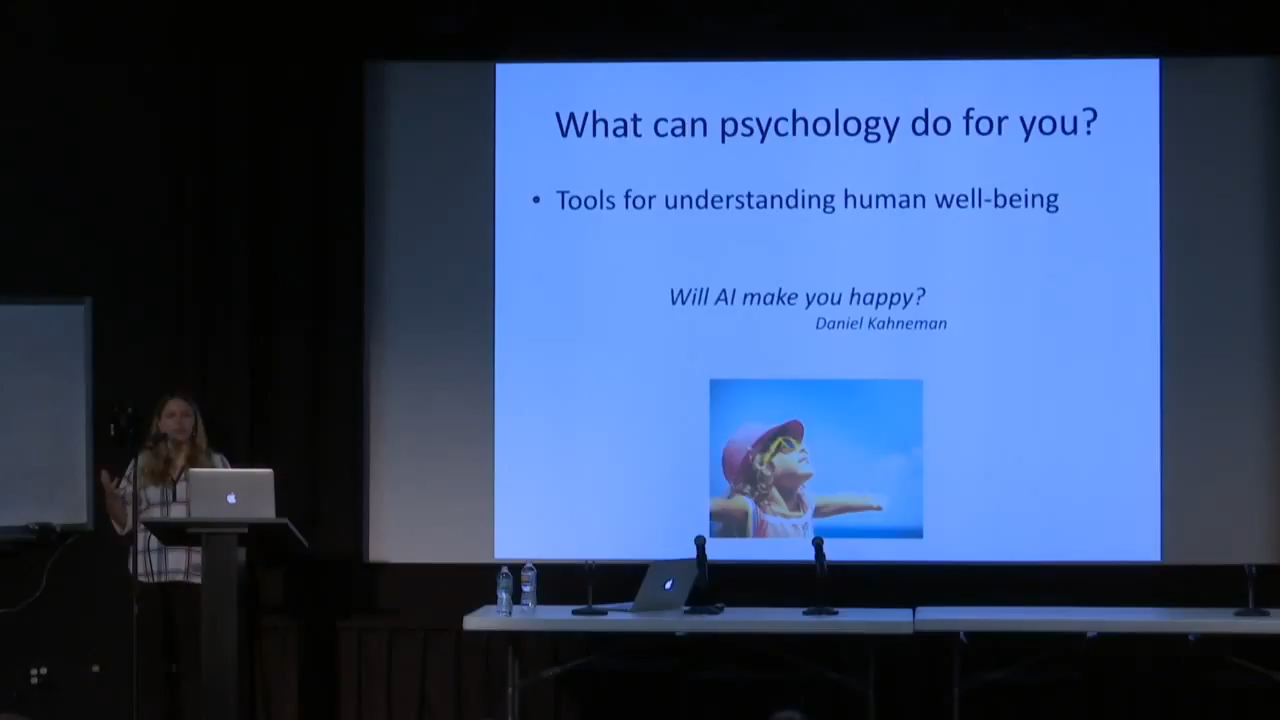 What can psychology do for you?
• Tools for understanding human well-being
Will AI make you happy?
Daniel Kahneman